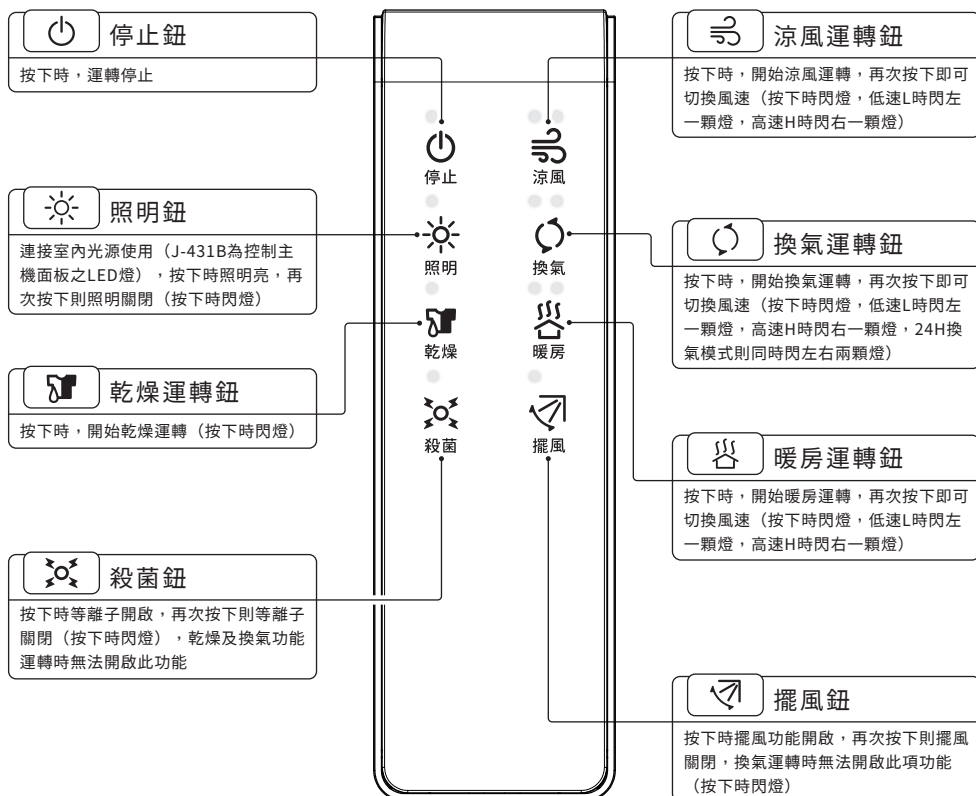 停止鈕
按下時，運轉停止
照明鈕
連接室內光源使用（J-431B為控制主
機面板之LED燈），按下時照明亮，再
次按下則照明關閉（按下時閃燈）
乾燥運轉鈕
按下時，開始乾燥運轉（按下時閃燈）
殺菌鈕
按下時等離子開啟，再次按下則等離子
關閉（按下時閃燈），乾燥及換氣功能
運轉時無法開啟此功能
停止
涼風
照明
換氣
乾燥
暖房
殺菌
擺風
涼風運轉鈕
按下時，開始涼風運轉，再次按下即可
切換風速（按下時閃燈，低速L時閃左
一顆燈，高速H時閃右一顆燈）
換氣運轉鈕
按下時，開始換氣運轉，再次按下即可
切換風速（按下時閃燈，低速L時閃左
一顆燈，高速H時閃右一顆燈，24H換
氣模式則同時閃左右兩顆燈）
暖房運轉鈕
按下時，開始暖房運轉，再次按下即可
切換風速（按下時閃燈，低速L時閃左
一顆燈，高速H時閃右一顆燈）
擺風鈕
按下時擺風功能開啟，再次按下則擺風
關閉，換氣運轉時無法開啟此項功能
（按下時閃燈）